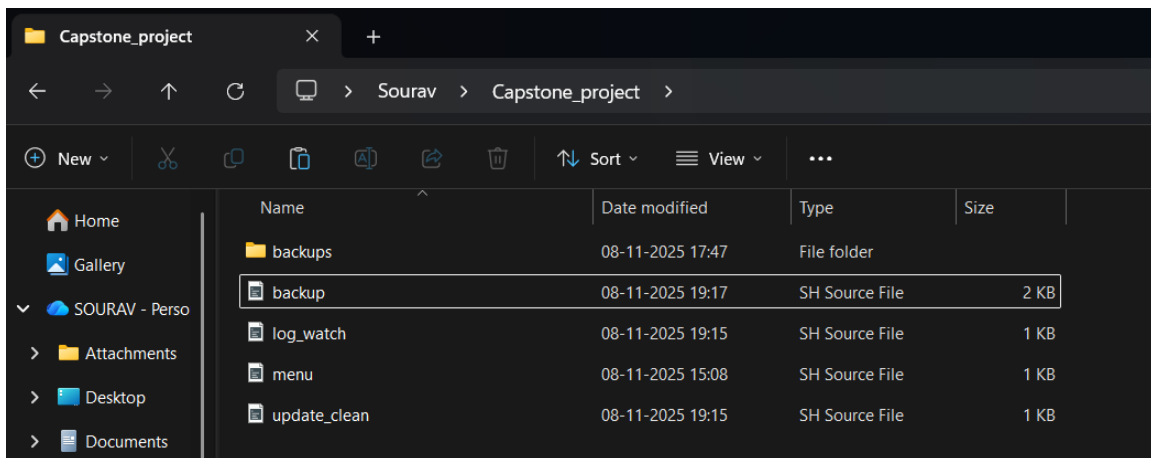 Capstone_project
Sourav > Capstone_project >
New Sort View
Name Date modified Type Size
Home
Gallery
SOURAV - Perso
Attachments
Desktop
Documents
backups 08-11-2025 17:47 File folder
backup 08-11-2025 19:17 SH Source File 2 KB
log_watch 08-11-2025 19:15 SH Source File 1 KB
menu 08-11-2025 15:08 SH Source File 1 KB
update_clean 08-11-2025 19:15 SH Source File 1 KB